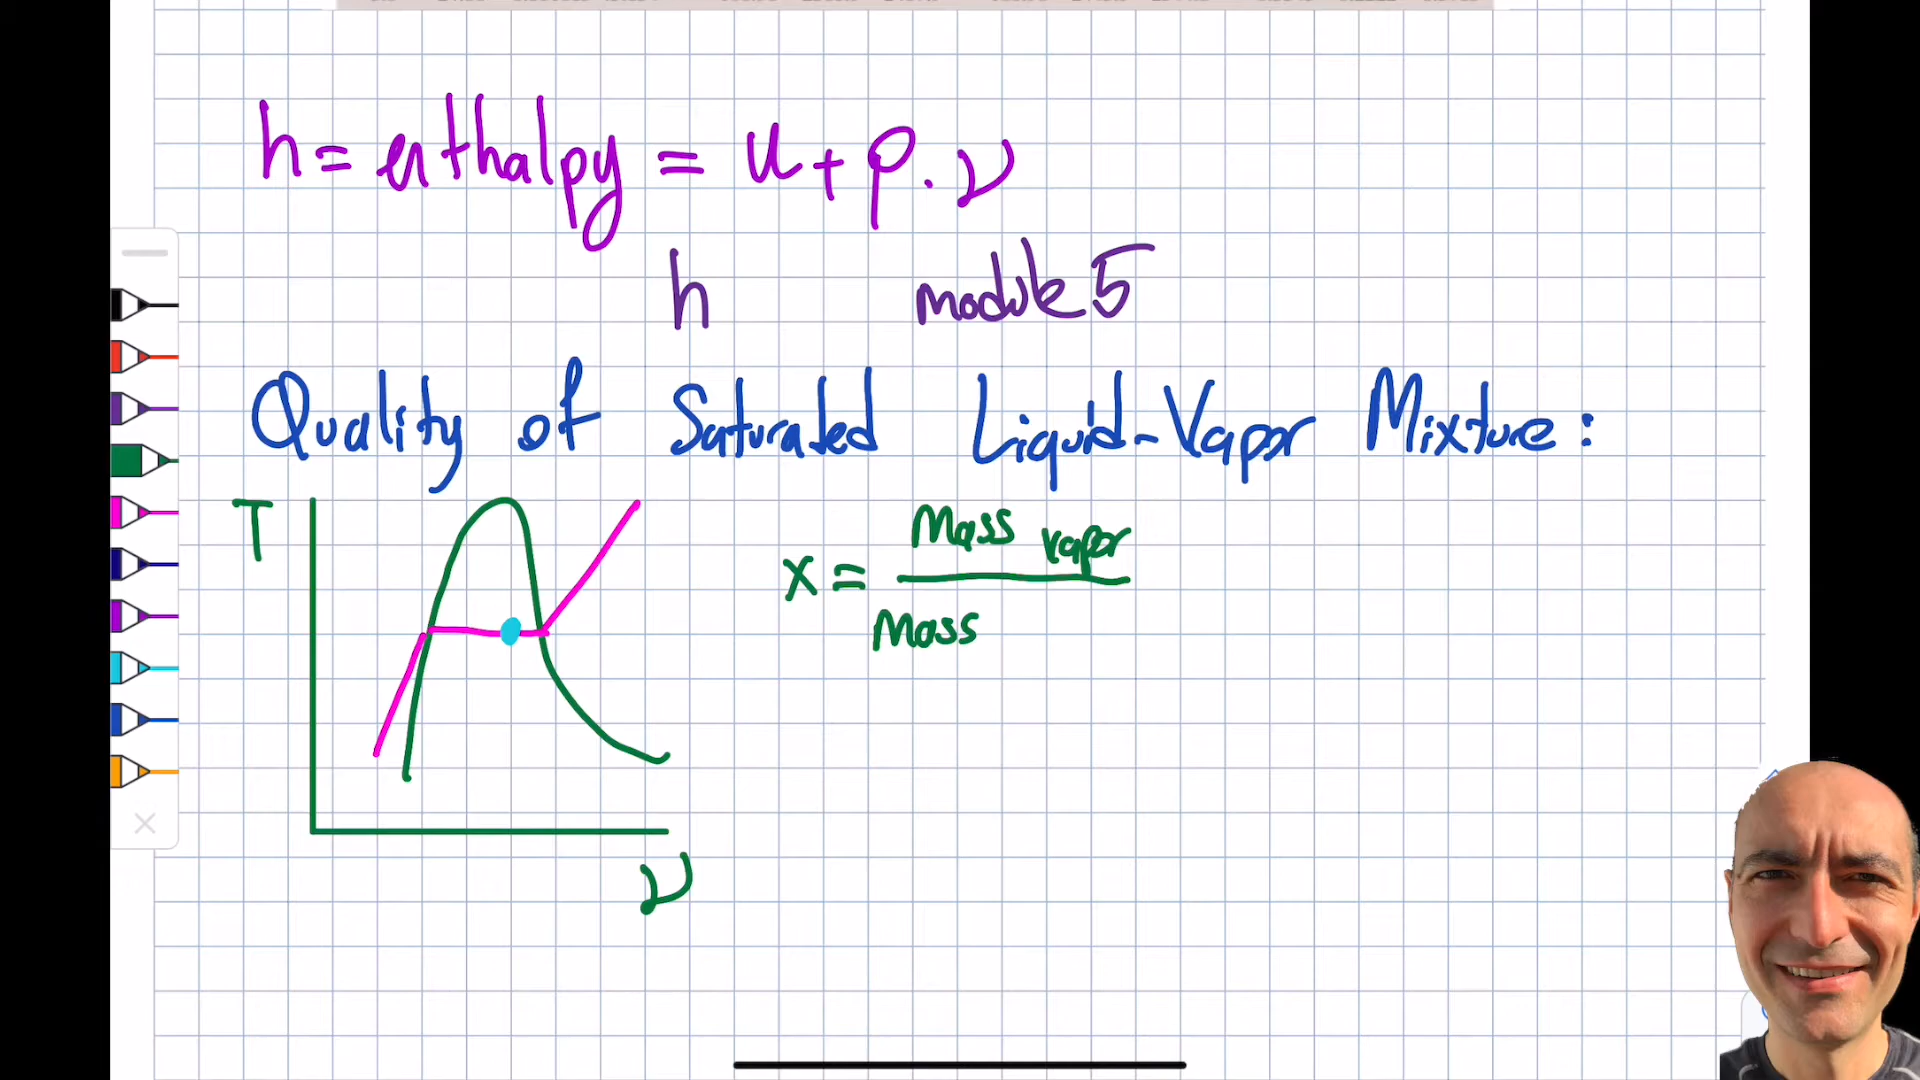 h = enthalpy = u + p . ν
h module 5
Quality of Saturated Liquid-Vapor Mixture:
T
x = Mass vapor
Mass
ν